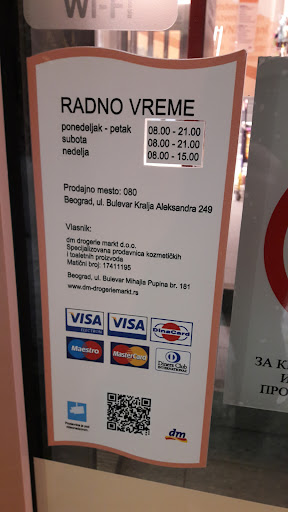 WI-FI
RADNO VREME
ponedeljak - petak 08.00 - 21.00
subota 08.00 - 21.00
nedelja 08.00 - 15.00
Prodajno mesto: 080
Beograd, ul. Bulevar Kralja Aleksandra 249
Vlasnik:
dm drogerie markt d.o.o.
Specijalizovana prodavnica kozmetičkih
i toaletnih proizvoda
Matični broj: 17411195
Beograd, ul. Bulevar Mihajla Pupina br. 181
www.dm-drogeriemarkt.rs
VISA ELECTRON VISA DinaCard
Maestro MasterCard Diners Club INTERNATIONAL
dm
ЗА К
И
ПРО